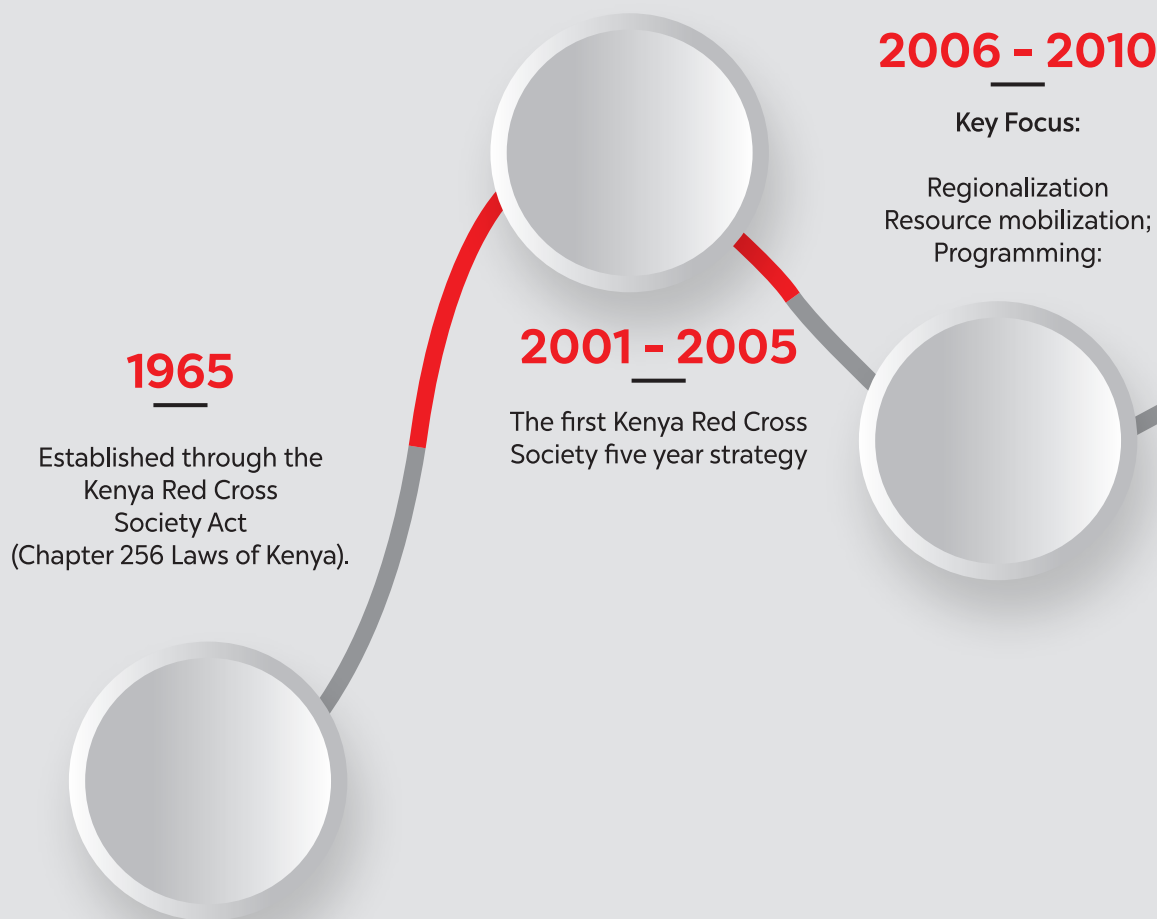 1965
Established through the
Kenya Red Cross
Society Act
(Chapter 256 Laws of Kenya).
2001 - 2005
The first Kenya Red Cross
Society five year strategy
2006 - 2010
Key Focus:
Regionalization
Resource mobilization;
Programming: